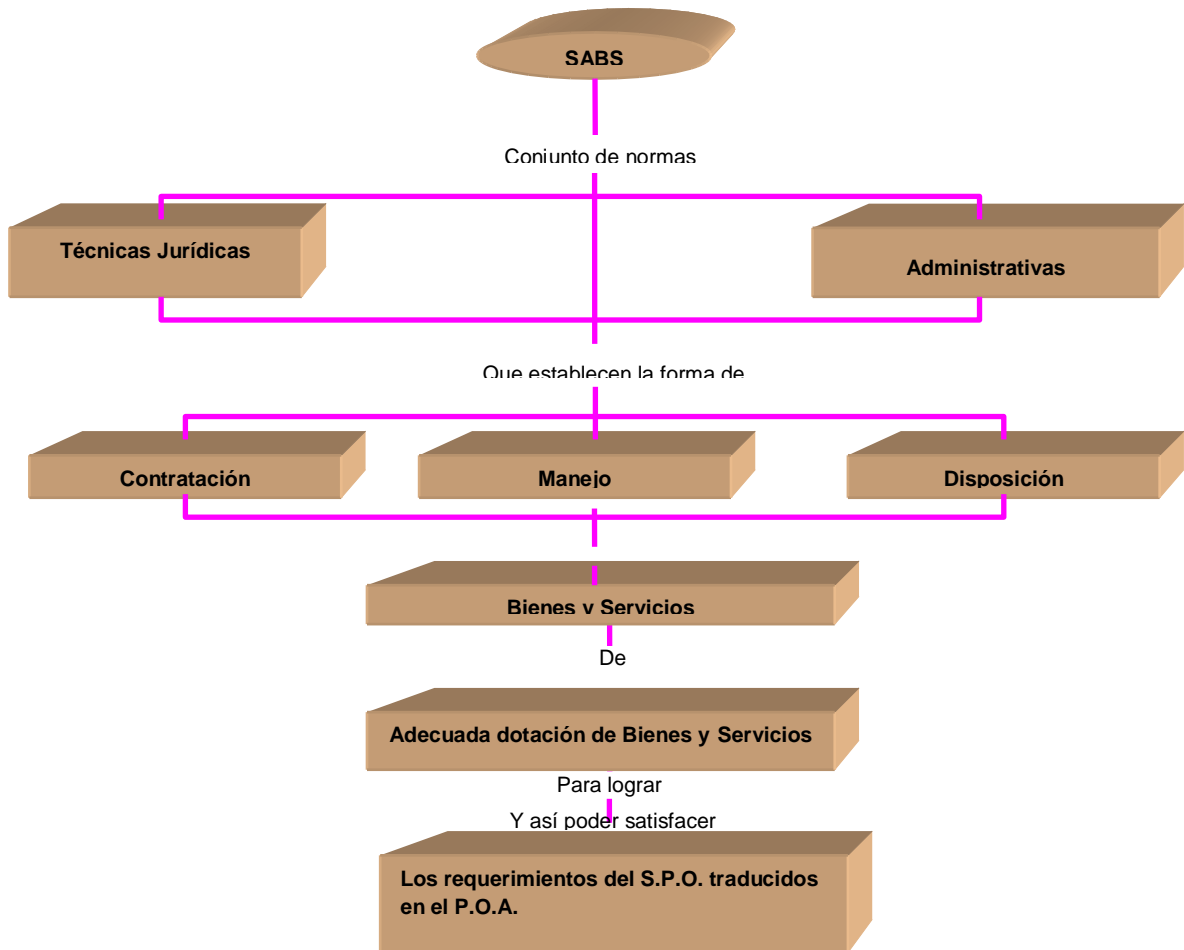 SABS
Conjunto de normas
Técnicas Jurídicas
Administrativas
Que establecen la forma de
Contratación
Manejo
Disposición
Bienes y Servicios
De
Adecuada dotación de Bienes y Servicios
Para lograr
Y así poder satisfacer
Los requerimientos del S.P.O. traducidos
en el P.O.A.